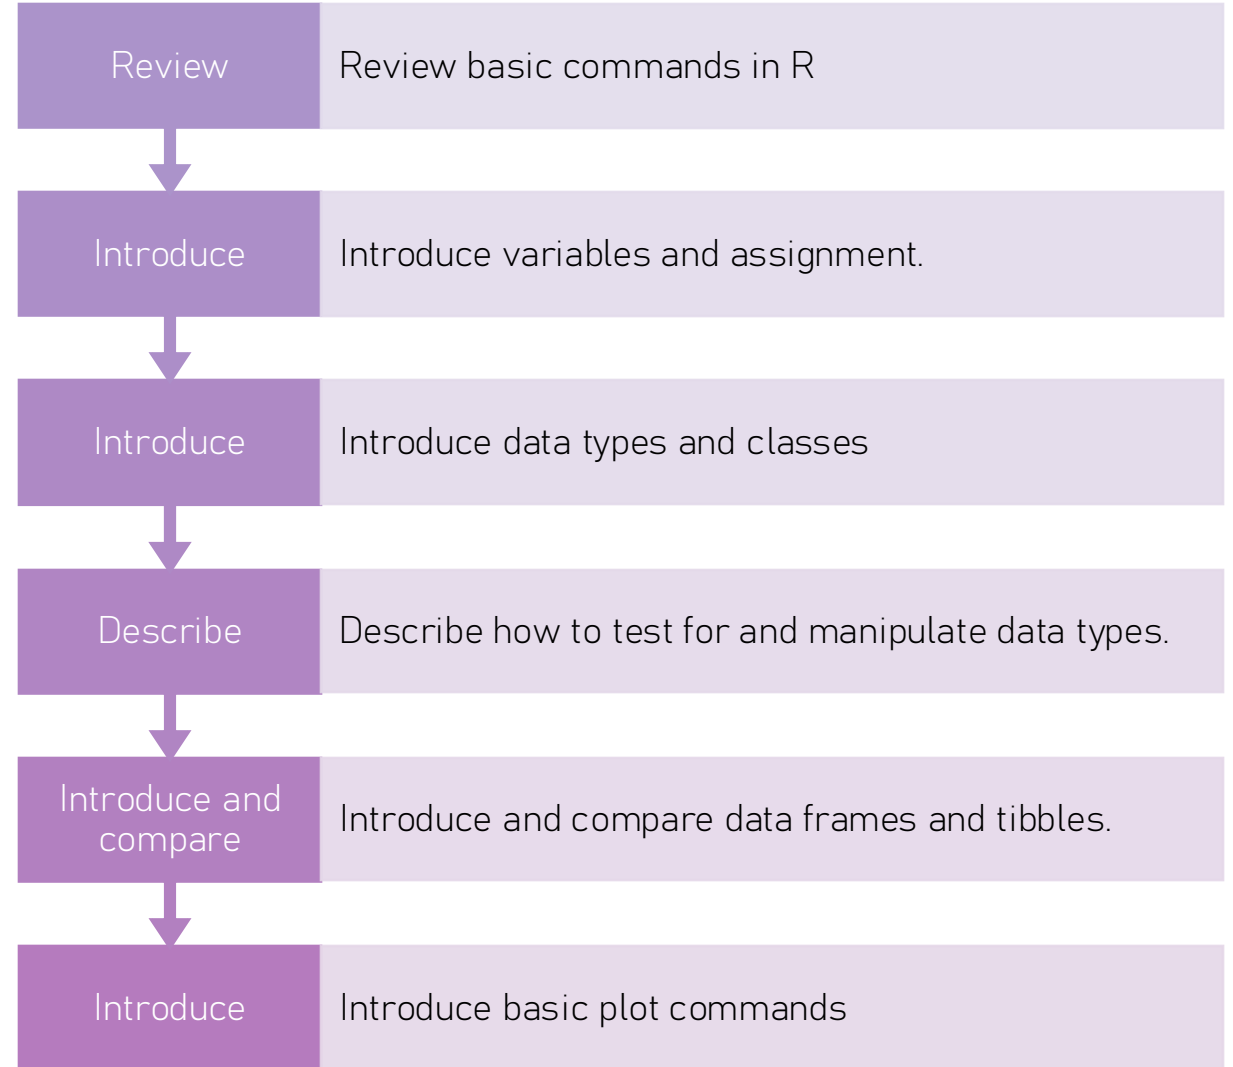 Review
Review basic commands in R
Introduce
Introduce variables and assignment.
Introduce
Introduce data types and classes
Describe
Describe how to test for and manipulate data types.
Introduce and
compare
Introduce and compare data frames and tibbles.
Introduce
Introduce basic plot commands